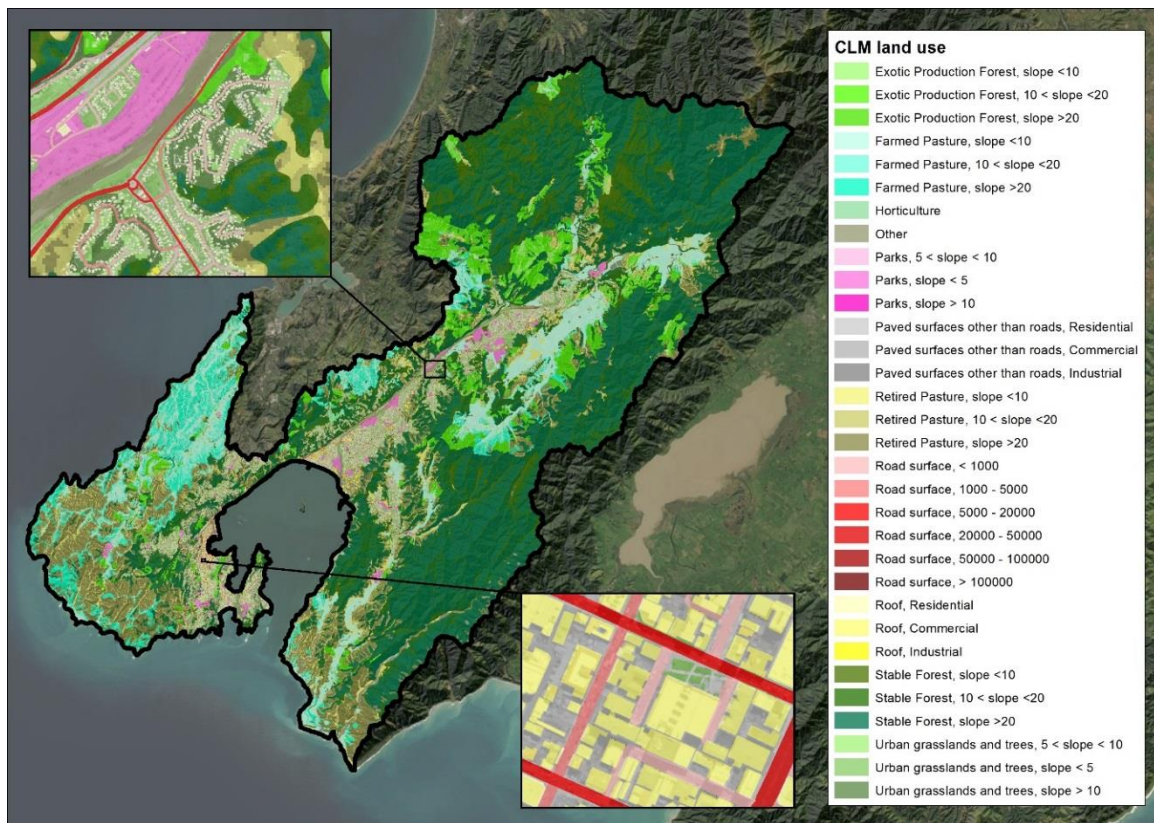 CLM land use
Exotic Production Forest, slope <10
Exotic Production Forest, 10 < slope <20
Exotic Production Forest, slope >20
Farmed Pasture, slope <10
Farmed Pasture, 10 < slope <20
Farmed Pasture, slope >20
Horticulture
Other
Parks, 5 < slope < 10
Parks, slope < 5
Parks, slope > 10
Paved surfaces other than roads, Residential
Paved surfaces other than roads, Commercial
Paved surfaces other than roads, Industrial
Retired Pasture, slope <10
Retired Pasture, 10 < slope <20
Retired Pasture, slope >20
Road surface, < 1000
Road surface, 1000 - 5000
Road surface, 5000 - 20000
Road surface, 20000 - 50000
Road surface, 50000 - 100000
Road surface, > 100000
Roof, Residential
Roof, Commercial
Roof, Industrial
Stable Forest, slope <10
Stable Forest, 10 < slope <20
Stable Forest, slope >20
Urban grasslands and trees, 5 < slope < 10
Urban grasslands and trees, slope < 5
Urban grasslands and trees, slope > 10